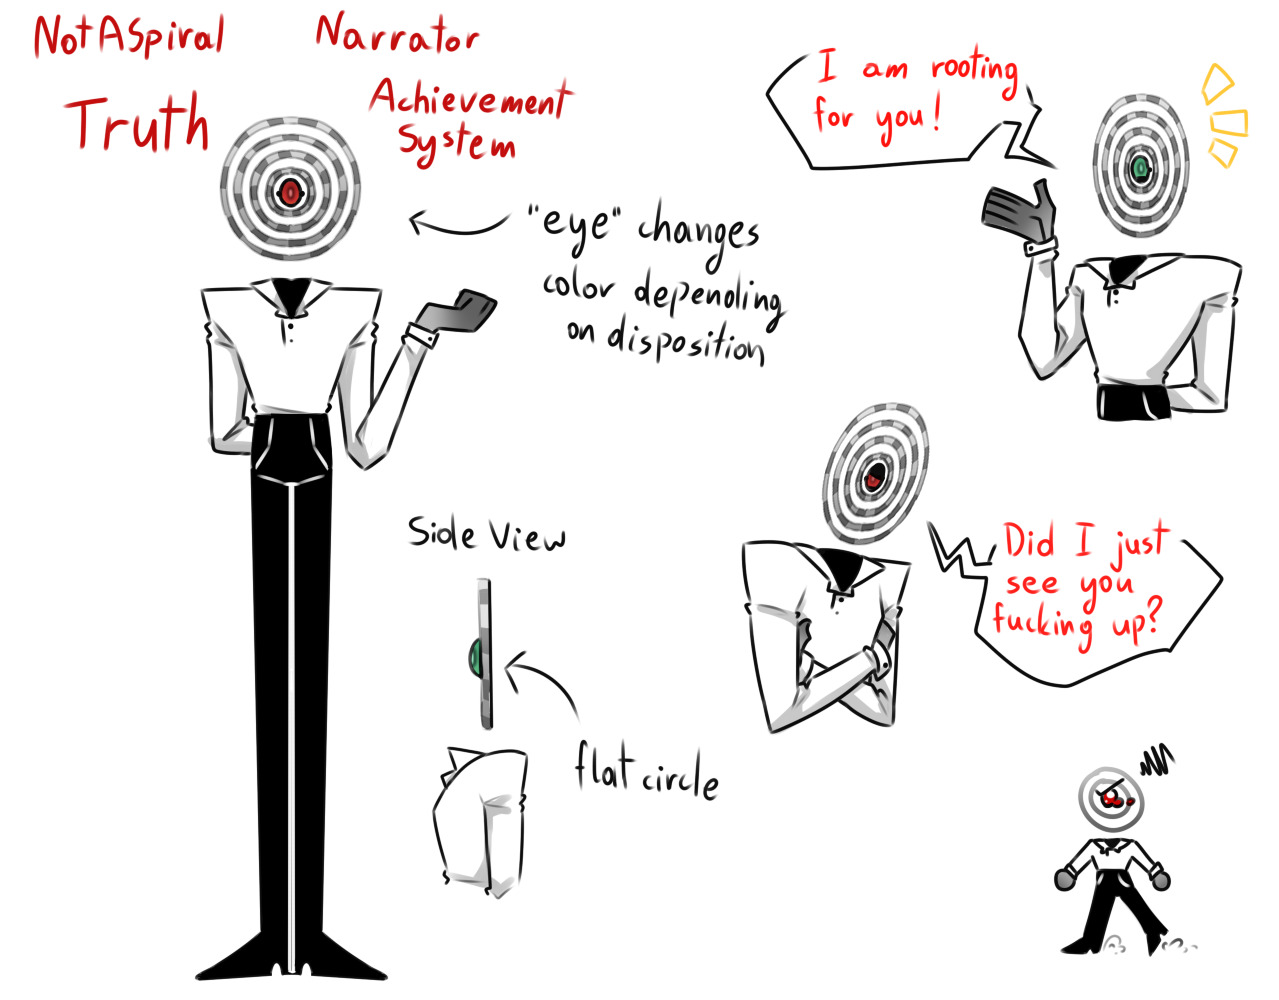 NotASpiral
Narrator
Truth
Achievement
System
"eye" changes
color depending
on disposition
I am rooting
for you!
Side View
flat circle
Did I just
see you
fucking up?